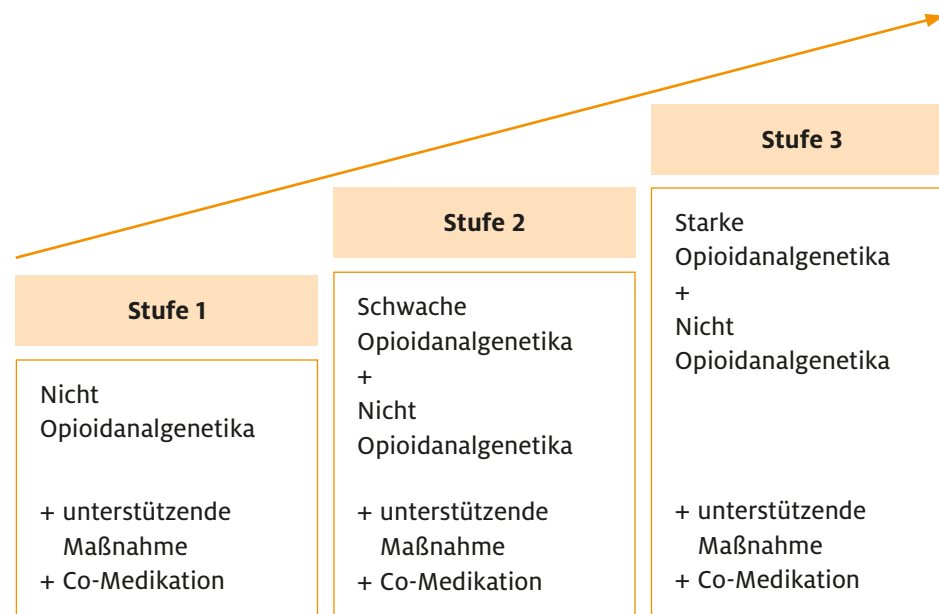 Stufe 1
Nicht
Opioidanalgenetika
+ unterstützende
Maßnahme
+ Co-Medikation
Stufe 2
Schwache
Opioidanalgenetika
+
Nicht
Opioidanalgenetika
+ unterstützende
Maßnahme
+ Co-Medikation
Stufe 3
Starke
Opioidanalgenetika
+
Nicht
Opioidanalgenetika
+ unterstützende
Maßnahme
+ Co-Medikation